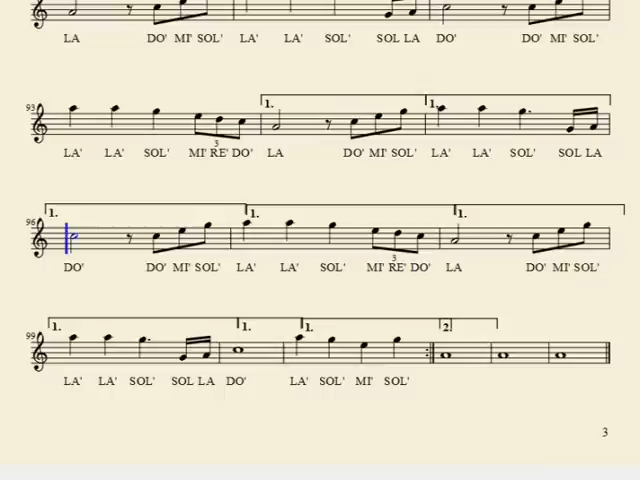 LA DO' MI' SOL' LA' LA' SOL' SOL LA DO' DO' MI' SOL'
93 1. 1.
3
LA' LA' SOL' MI' RE' DO' LA DO' MI' SOL' LA' LA' SOL' SOL LA
96 1. 1. 1.
3
DO' DO' MI' SOL' LA' LA' SOL' MI' RE' DO' LA DO' MI' SOL'
99 1. 1. 1. 2.
LA' LA' SOL' SOL LA DO' LA' SOL' MI' SOL'
3